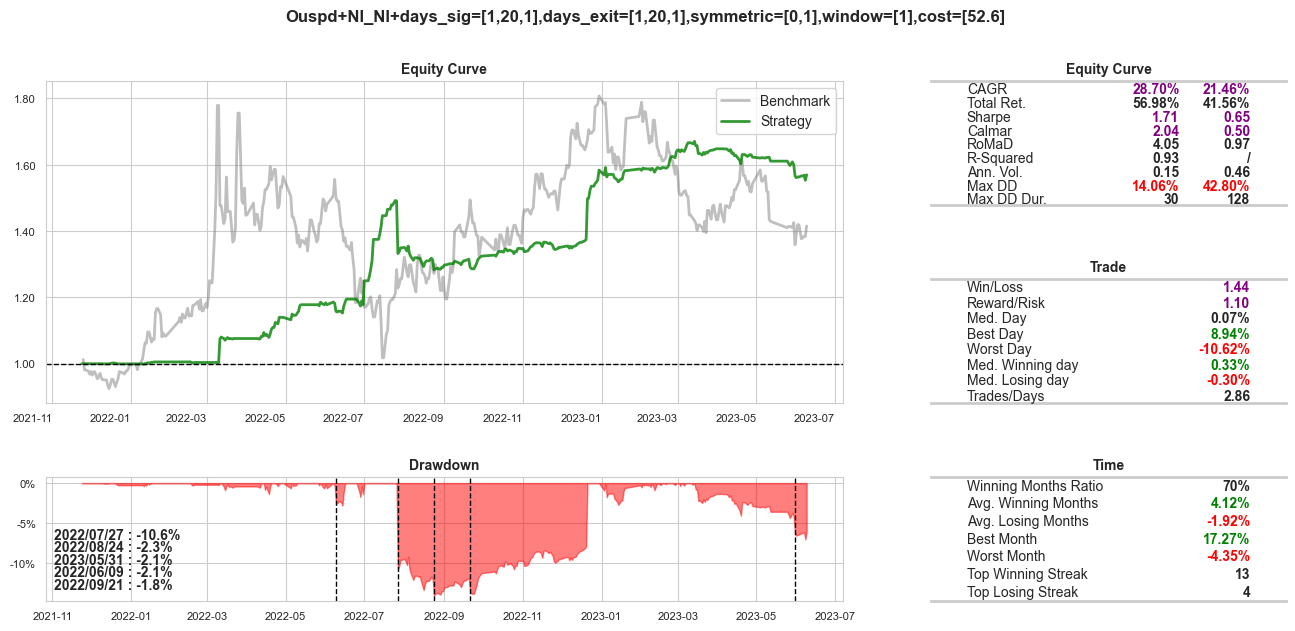 Ouspd+NI_NI+days_sig=[1,20,1],days_exit=[1,20,1],symmetric=[0,1],window=[1],cost=[52.6]
Equity Curve
1.80
1.60
1.40
1.20
1.00
Benchmark
Strategy
2021-11 2022-01 2022-03 2022-05 2022-07 2022-09 2022-11 2023-01 2023-03 2023-05 2023-07
Drawdown
0%
-5%
-10%
2022/07/27 : -10.6%
2022/08/24 : -2.3%
2023/05/31 : -2.1%
2022/06/09 : -2.1%
2022/09/21 : -1.8%
2021-11 2022-01 2022-03 2022-05 2022-07 2022-09 2022-11 2023-01 2023-03 2023-05 2023-07
Equity Curve
CAGR 28.70% 21.46%
Total Ret. 56.98% 41.56%
Sharpe 1.71 0.65
Calmar 2.04 0.50
RoMaD 4.05 0.97
R-Squared 0.93 /
Ann. Vol. 0.15 0.46
Max DD 14.06% 42.80%
Max DD Dur. 30 128
Trade
Win/Loss 1.44
Reward/Risk 1.10
Med. Day 0.07%
Best Day 8.94%
Worst Day -10.62%
Med. Winning day 0.33%
Med. Losing day -0.30%
Trades/Days 2.86
Time
Winning Months Ratio 70%
Avg. Winning Months 4.12%
Avg. Losing Months -1.92%
Best Month 17.27%
Worst Month -4.35%
Top Winning Streak 13
Top Losing Streak 4